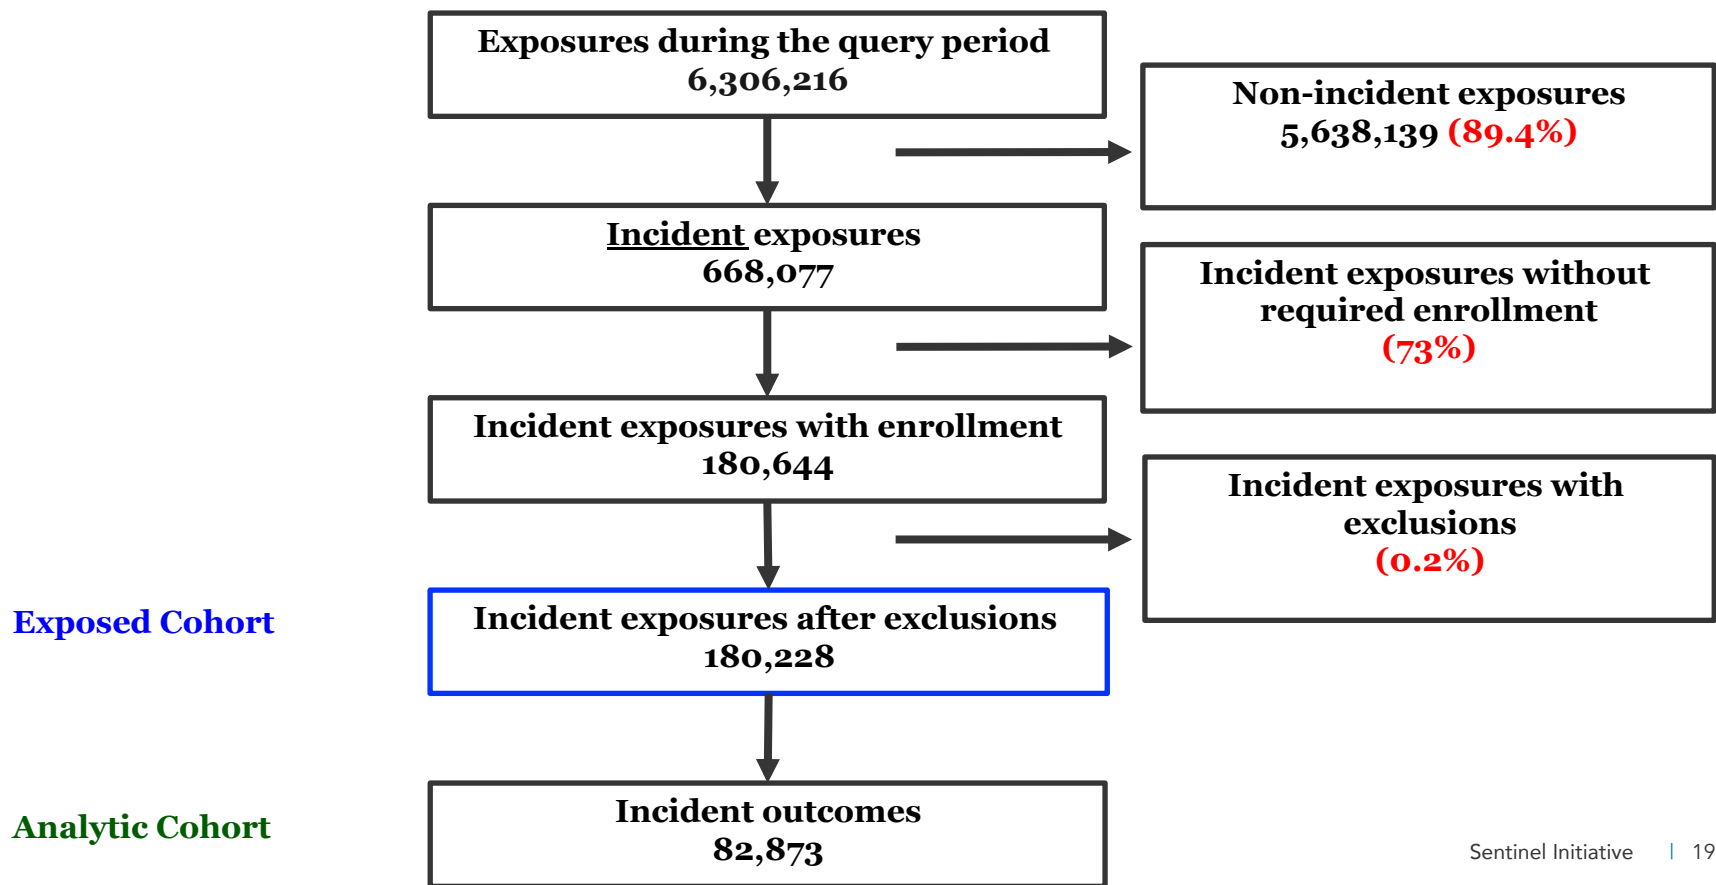 Exposures during the query period
6,306,216
Non-incident exposures
5,638,139 (89.4%)
Incident exposures
668,077
Incident exposures without
required enrollment
(73%)
Incident exposures with enrollment
180,644
Incident exposures with
exclusions
(0.2%)
Exposed Cohort
Incident exposures after exclusions
180,228
Analytic Cohort
Incident outcomes
82,873
Sentinel Initiative | 19